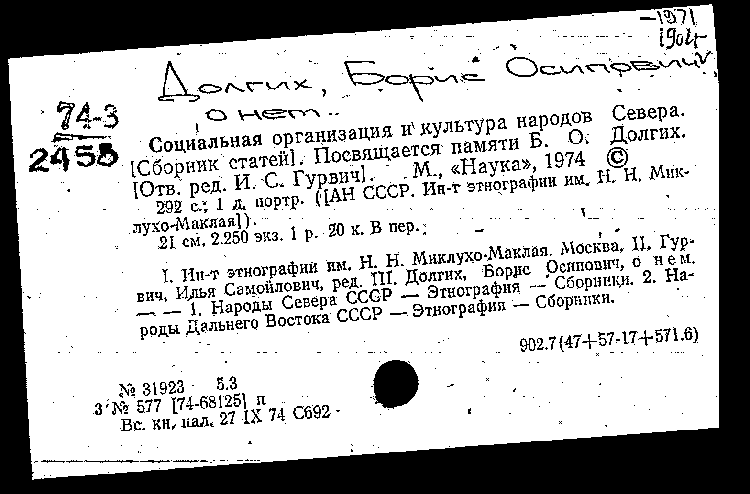 –1971
1904
Долгих, Борис Осипович,
о нем..
74-3
2458
Социальная организация и культура народов Севера.
[Сборник статей]. Посвящается памяти Б. О. Долгих.
[Отв. ред. И. С. Гурвич]. М., «Наука», 1974 ©
292 с.; 1 л. портр. ([АН СССР. Ин-т этнографии им. Н. Н. Мик-
лухо-Маклая]).
21 см. 2.250 экз. 1 р. 20 к. В пер.
I. Ин-т этнографии им. Н. Н. Миклухо-Маклая. Москва. II. Гур-
вич, Илья Самойлович, ред. III. Долгих, Борис Осипович, о нем.
— — 1. Народы Севера СССР — Этнография — Сборники. 2. На-
роды Дальнего Востока СССР — Этнография — Сборники.
902.7(47+57-17+571.6)
№ 31923 5.3
3 № 577 [74-68125] п
Вс. кн. пал. 27 IX 74 С692